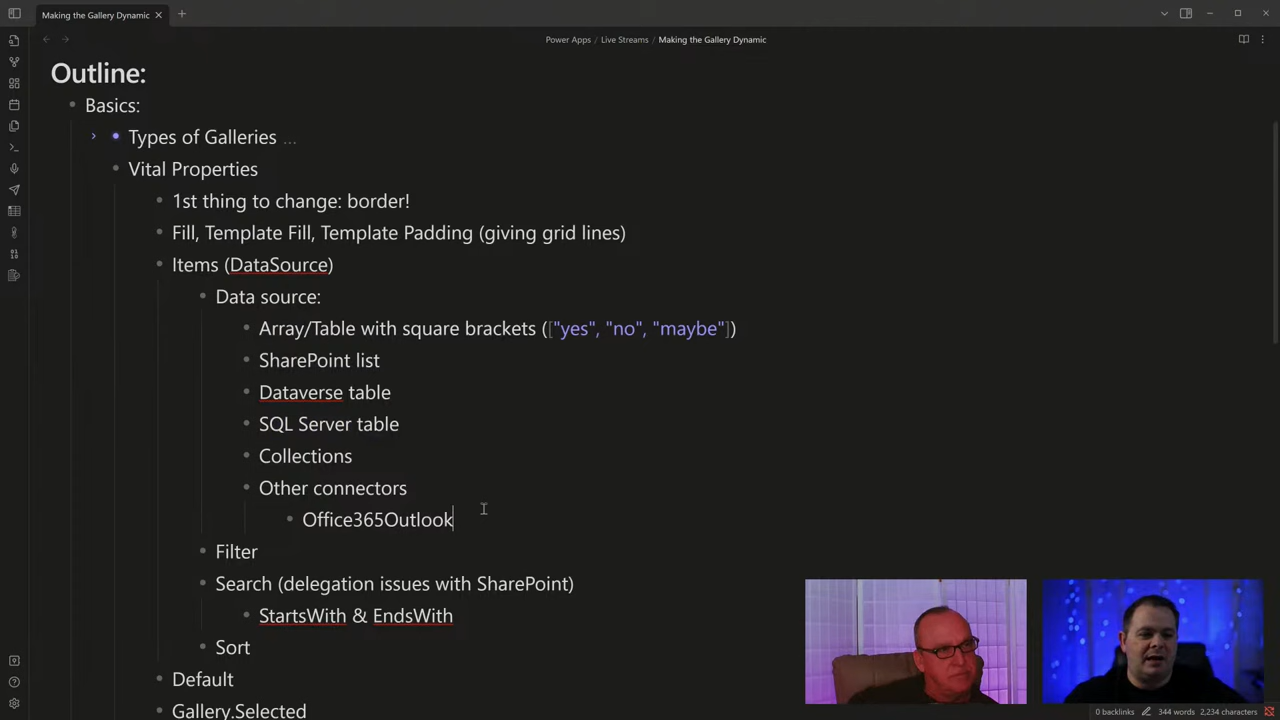 Making the Gallery Dynamic
Power Apps / Live Streams / Making the Gallery Dynamic
Outline:
Basics:
Types of Galleries ...
Vital Properties
1st thing to change: border!
Fill, Template Fill, Template Padding (giving grid lines)
Items (DataSource)
Data source:
Array/Table with square brackets (["yes", "no", "maybe"])
SharePoint list
Dataverse table
SQL Server table
Collections
Other connectors
Office365Outlook
Filter
Search (delegation issues with SharePoint)
StartsWith & EndsWith
Sort
Default
Gallery.Selected
0 backlinks 344 words 2,234 characters